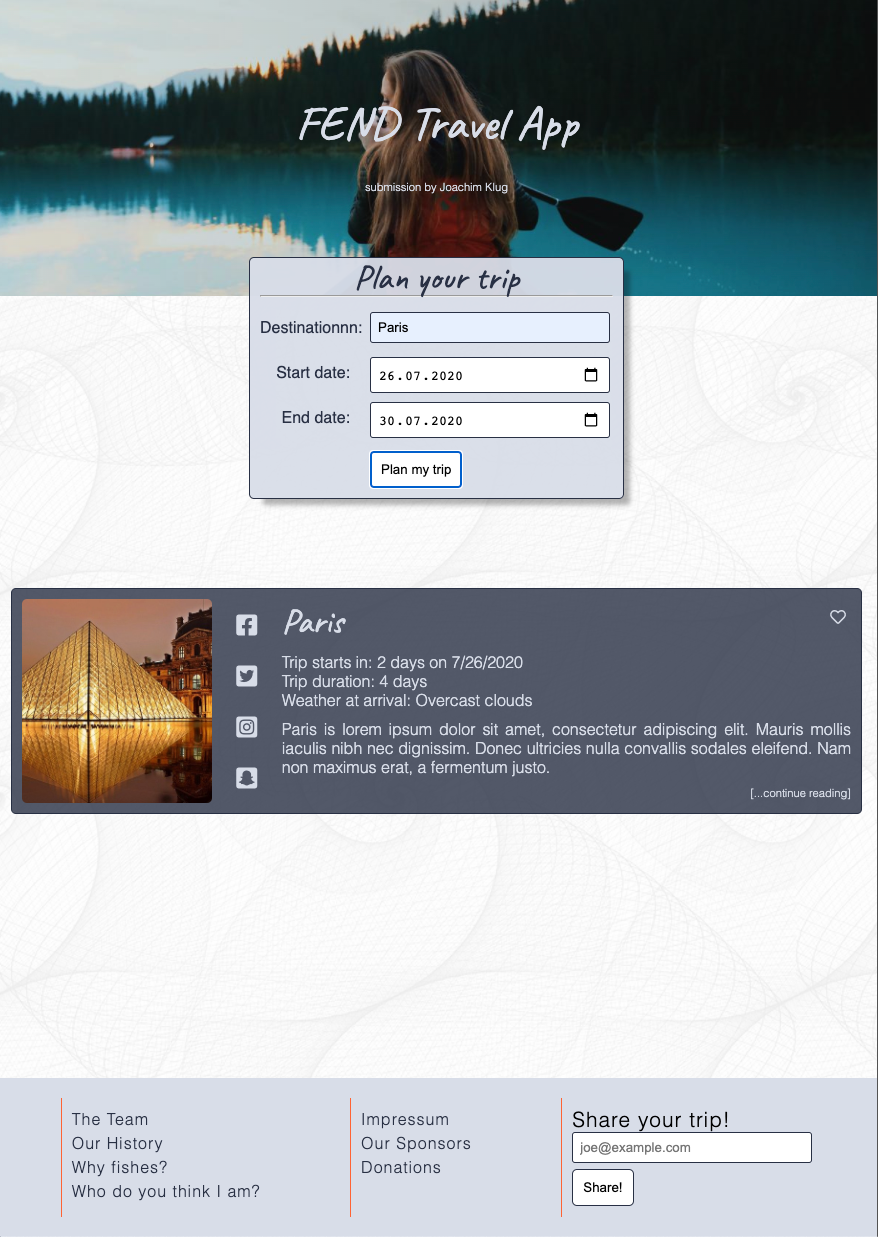 FEND Travel App
submission by Joachim Klug
Plan your trip
Destinationnn: Paris
Start date: 26.07.2020
End date: 30.07.2020
Plan my trip
Paris
Trip starts in: 2 days on 7/26/2020
Trip duration: 4 days
Weather at arrival: Overcast clouds
Paris is lorem ipsum dolor sit amet, consectetur adipiscing elit. Mauris mollis
iaculis nibh nec dignissim. Donec ultricies nulla convallis sodales eleifend. Nam
non maximus erat, a fermentum justo.
[...continue reading]
The Team
Our History
Why fishes?
Who do you think I am?
Impressum
Our Sponsors
Donations
Share your trip!
joe@example.com
Share!